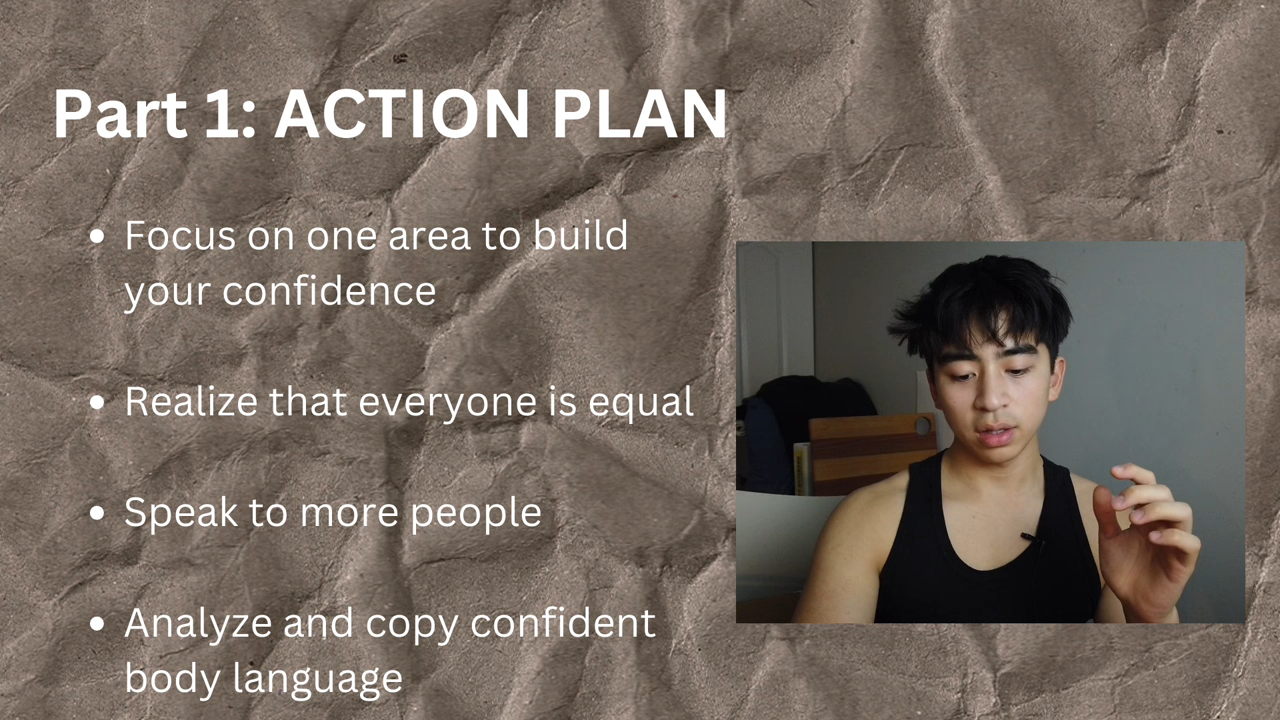 Part 1: ACTION PLAN
• Focus on one area to build
your confidence
• Realize that everyone is equal
• Speak to more people
• Analyze and copy confident
body language